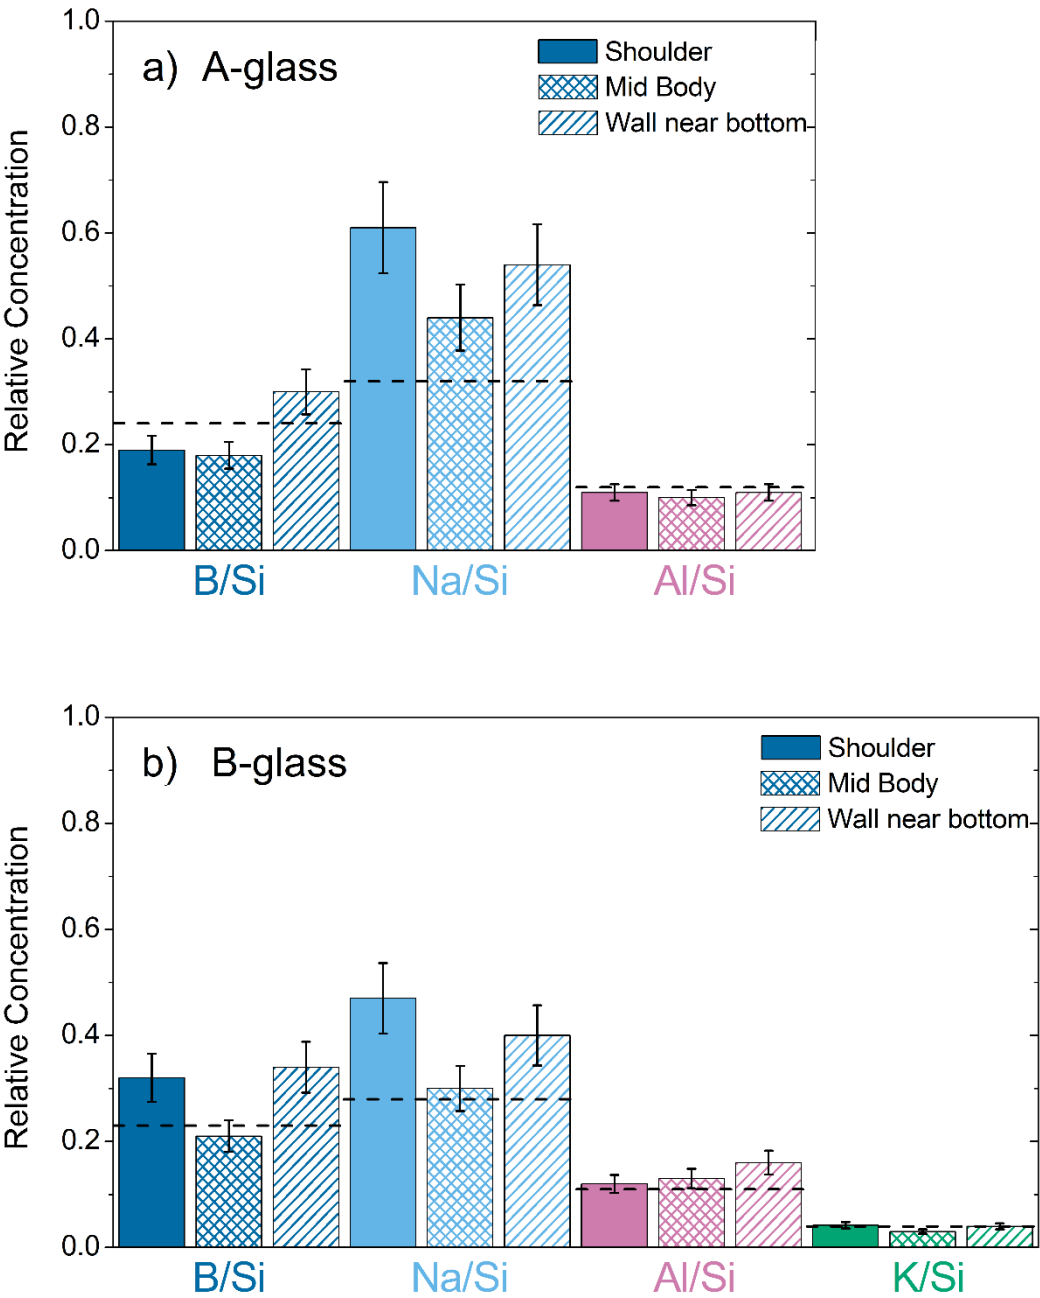 a) A-glass
Shoulder
Mid Body
Wall near bottom
Relative Concentration
1.0
0.8
0.6
0.4
0.2
0.0
B/Si Na/Si Al/Si
b) B-glass
Shoulder
Mid Body
Wall near bottom
Relative Concentration
1.0
0.8
0.6
0.4
0.2
0.0
B/Si Na/Si Al/Si K/Si